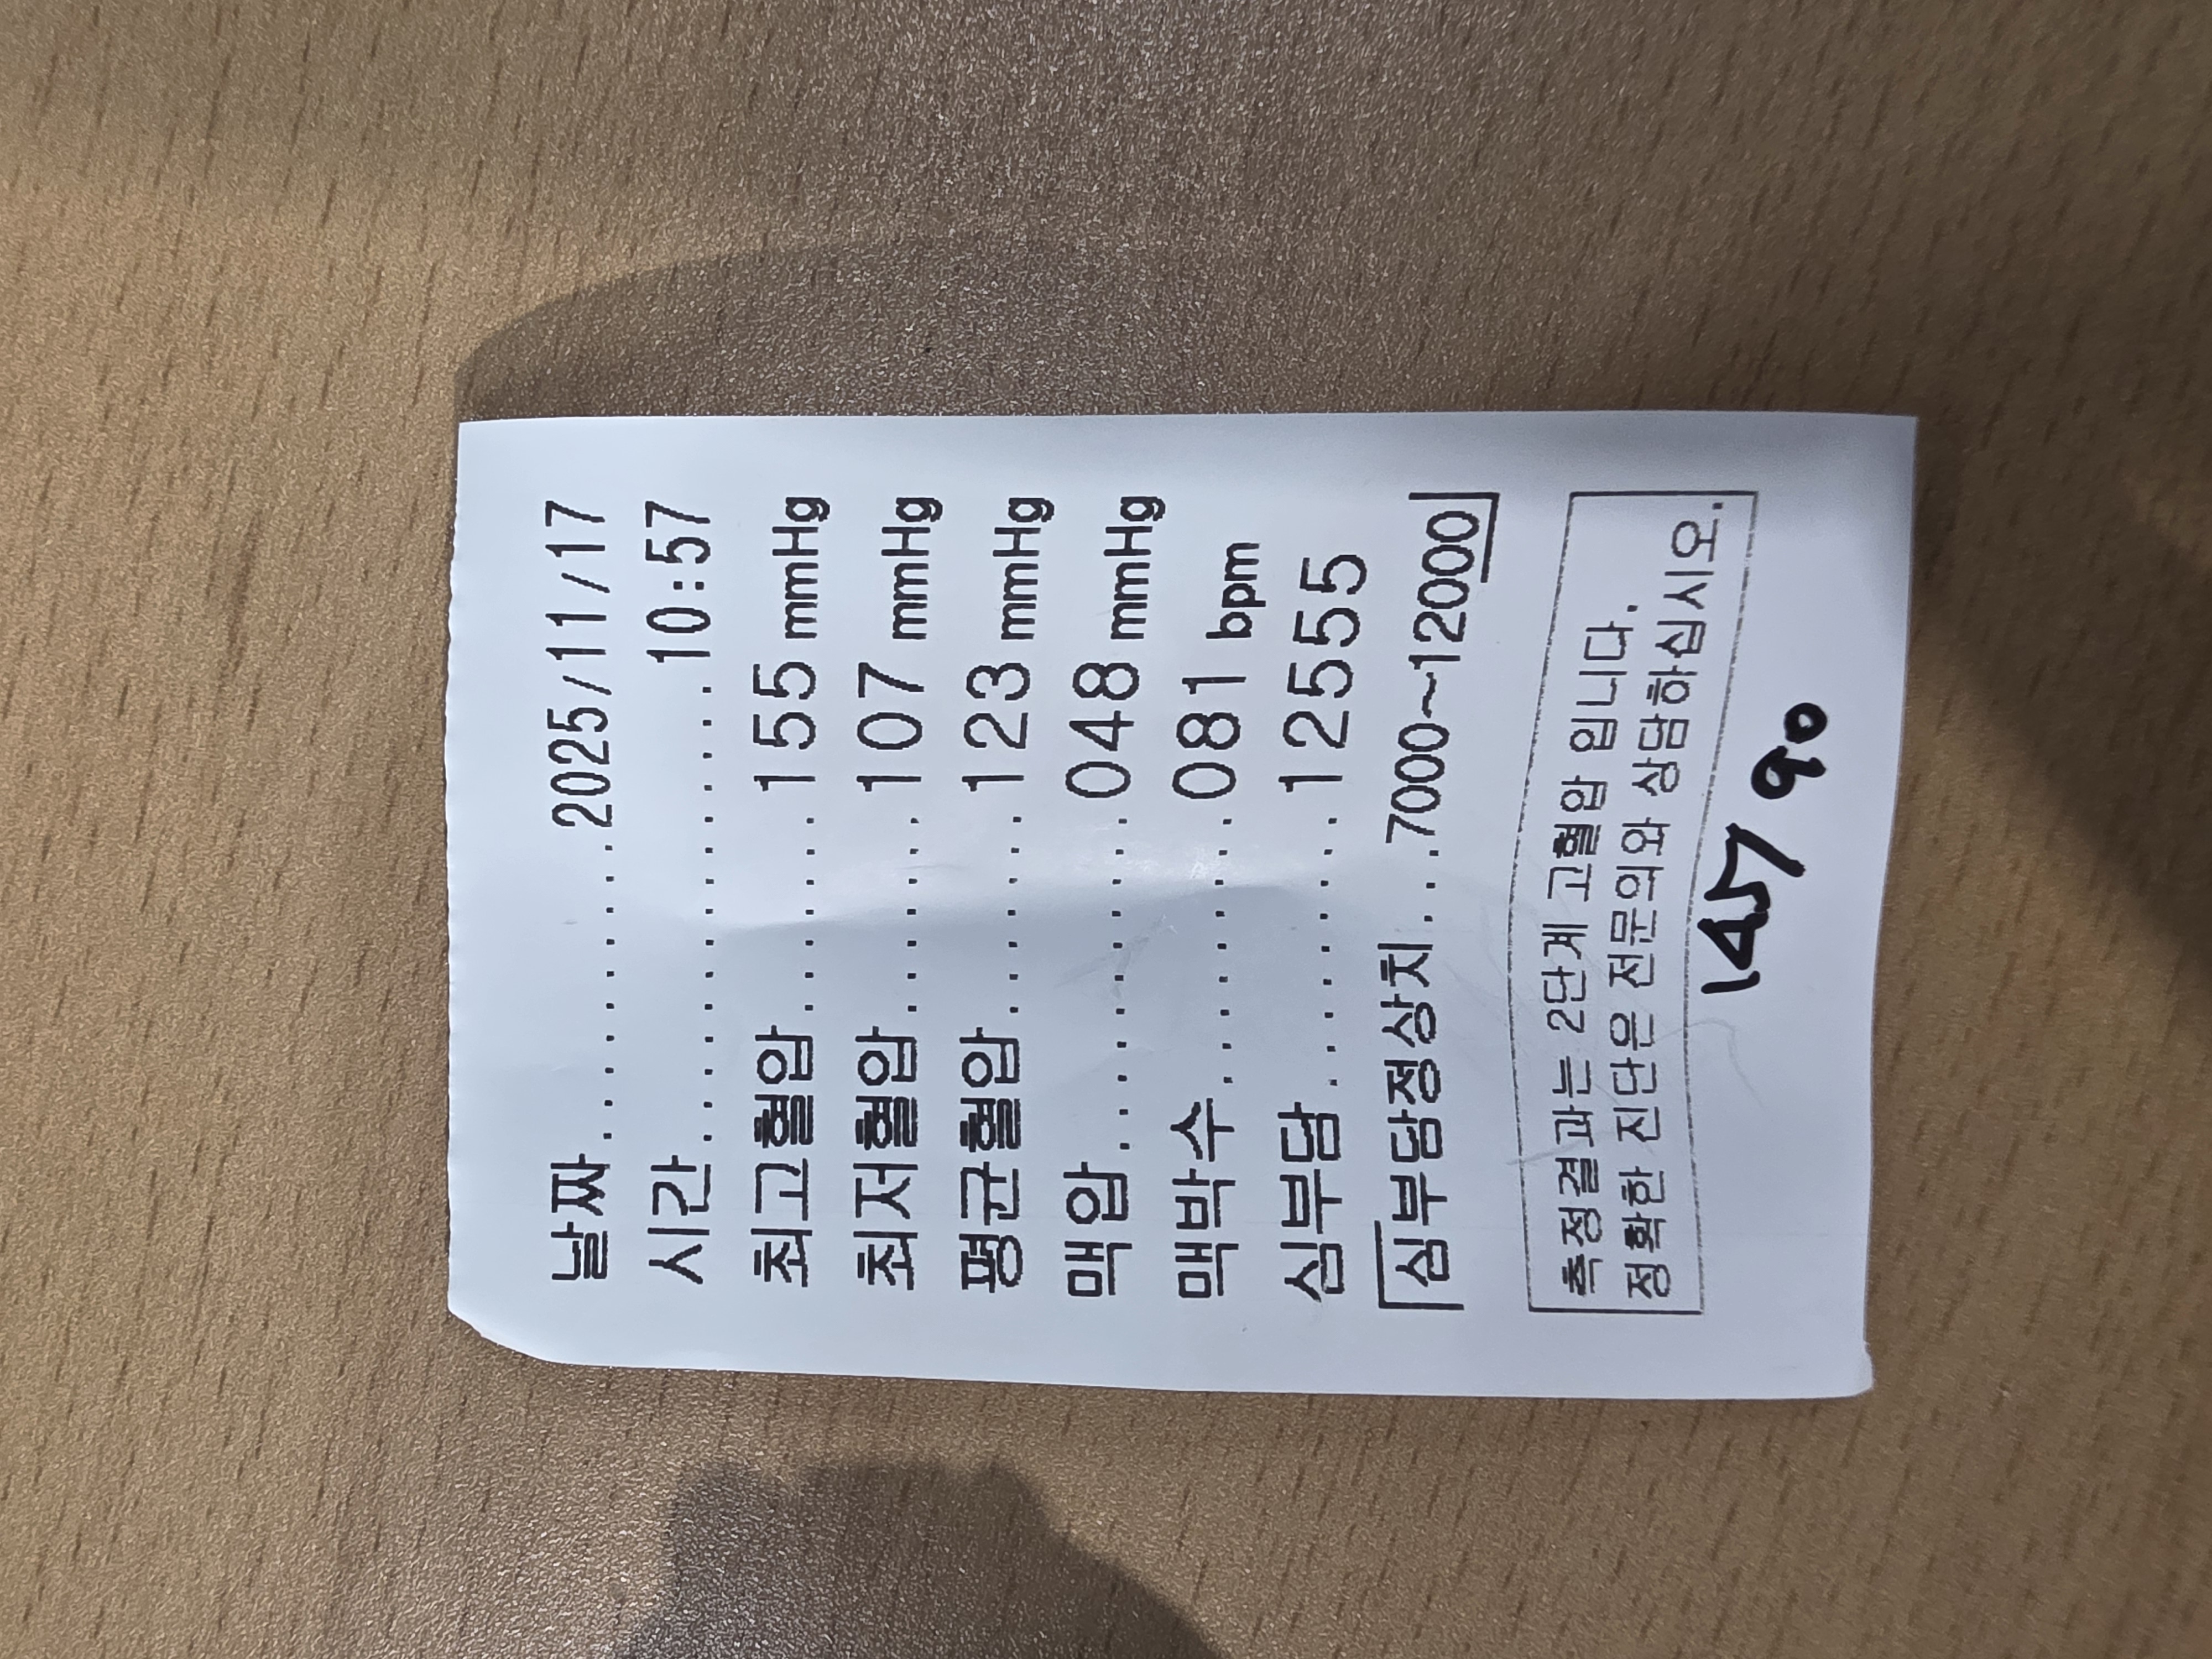 날짜..............2025/11/17
시간....................10:57
최고혈압........155 mmHg
최저혈압........107 mmHg
평균혈압........123 mmHg
맥압.............048 mmHg
맥박수..........081 bpm
심부담..........12555
심부담정상치...7000~12000
측정결과는 2단계 고혈압 입니다.
정확한 진단은 전문의와 상담하십시오.
145/90